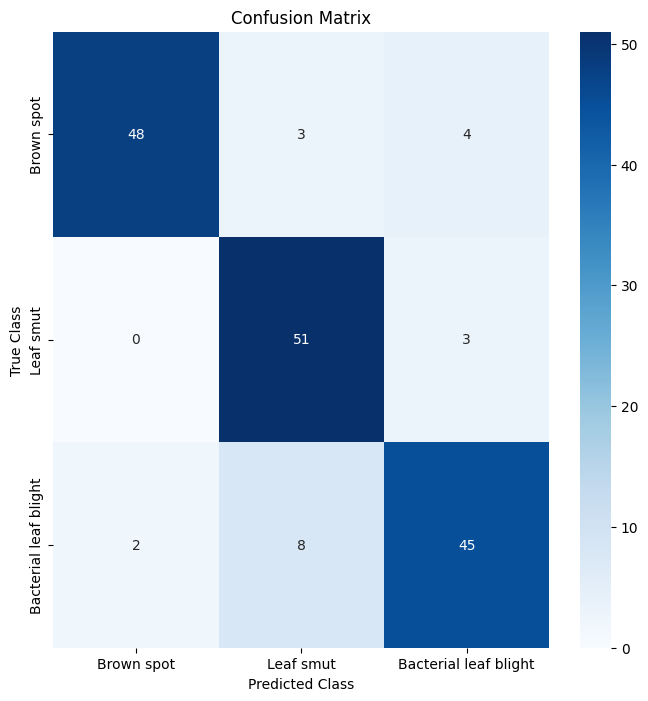 Confusion Matrix
Brown spot
48
3
4
True Class
Leaf smut
0
51
3
Bacterial leaf blight
2
8
45
Brown spot
Leaf smut
Bacterial leaf blight
Predicted Class
50
40
30
20
10
0